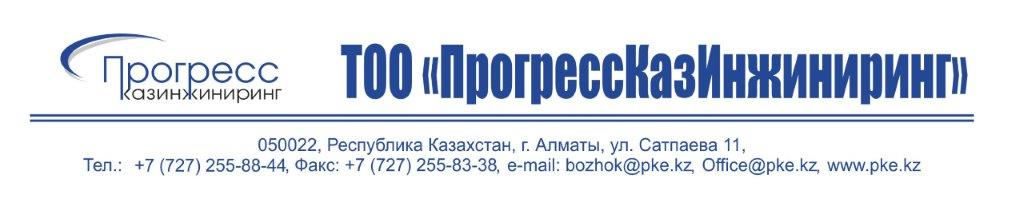 Прогресс
Казинжиниринг
ТОО «ПрогрессКазИнжиниринг»
050022, Республика Казахстан, г. Алматы, ул. Сатпаева 11,
Тел.: +7 (727) 255-88-44, Факс: +7 (727) 255-83-38, e-mail: bozhok@pke.kz, Office@pke.kz, www.pke.kz